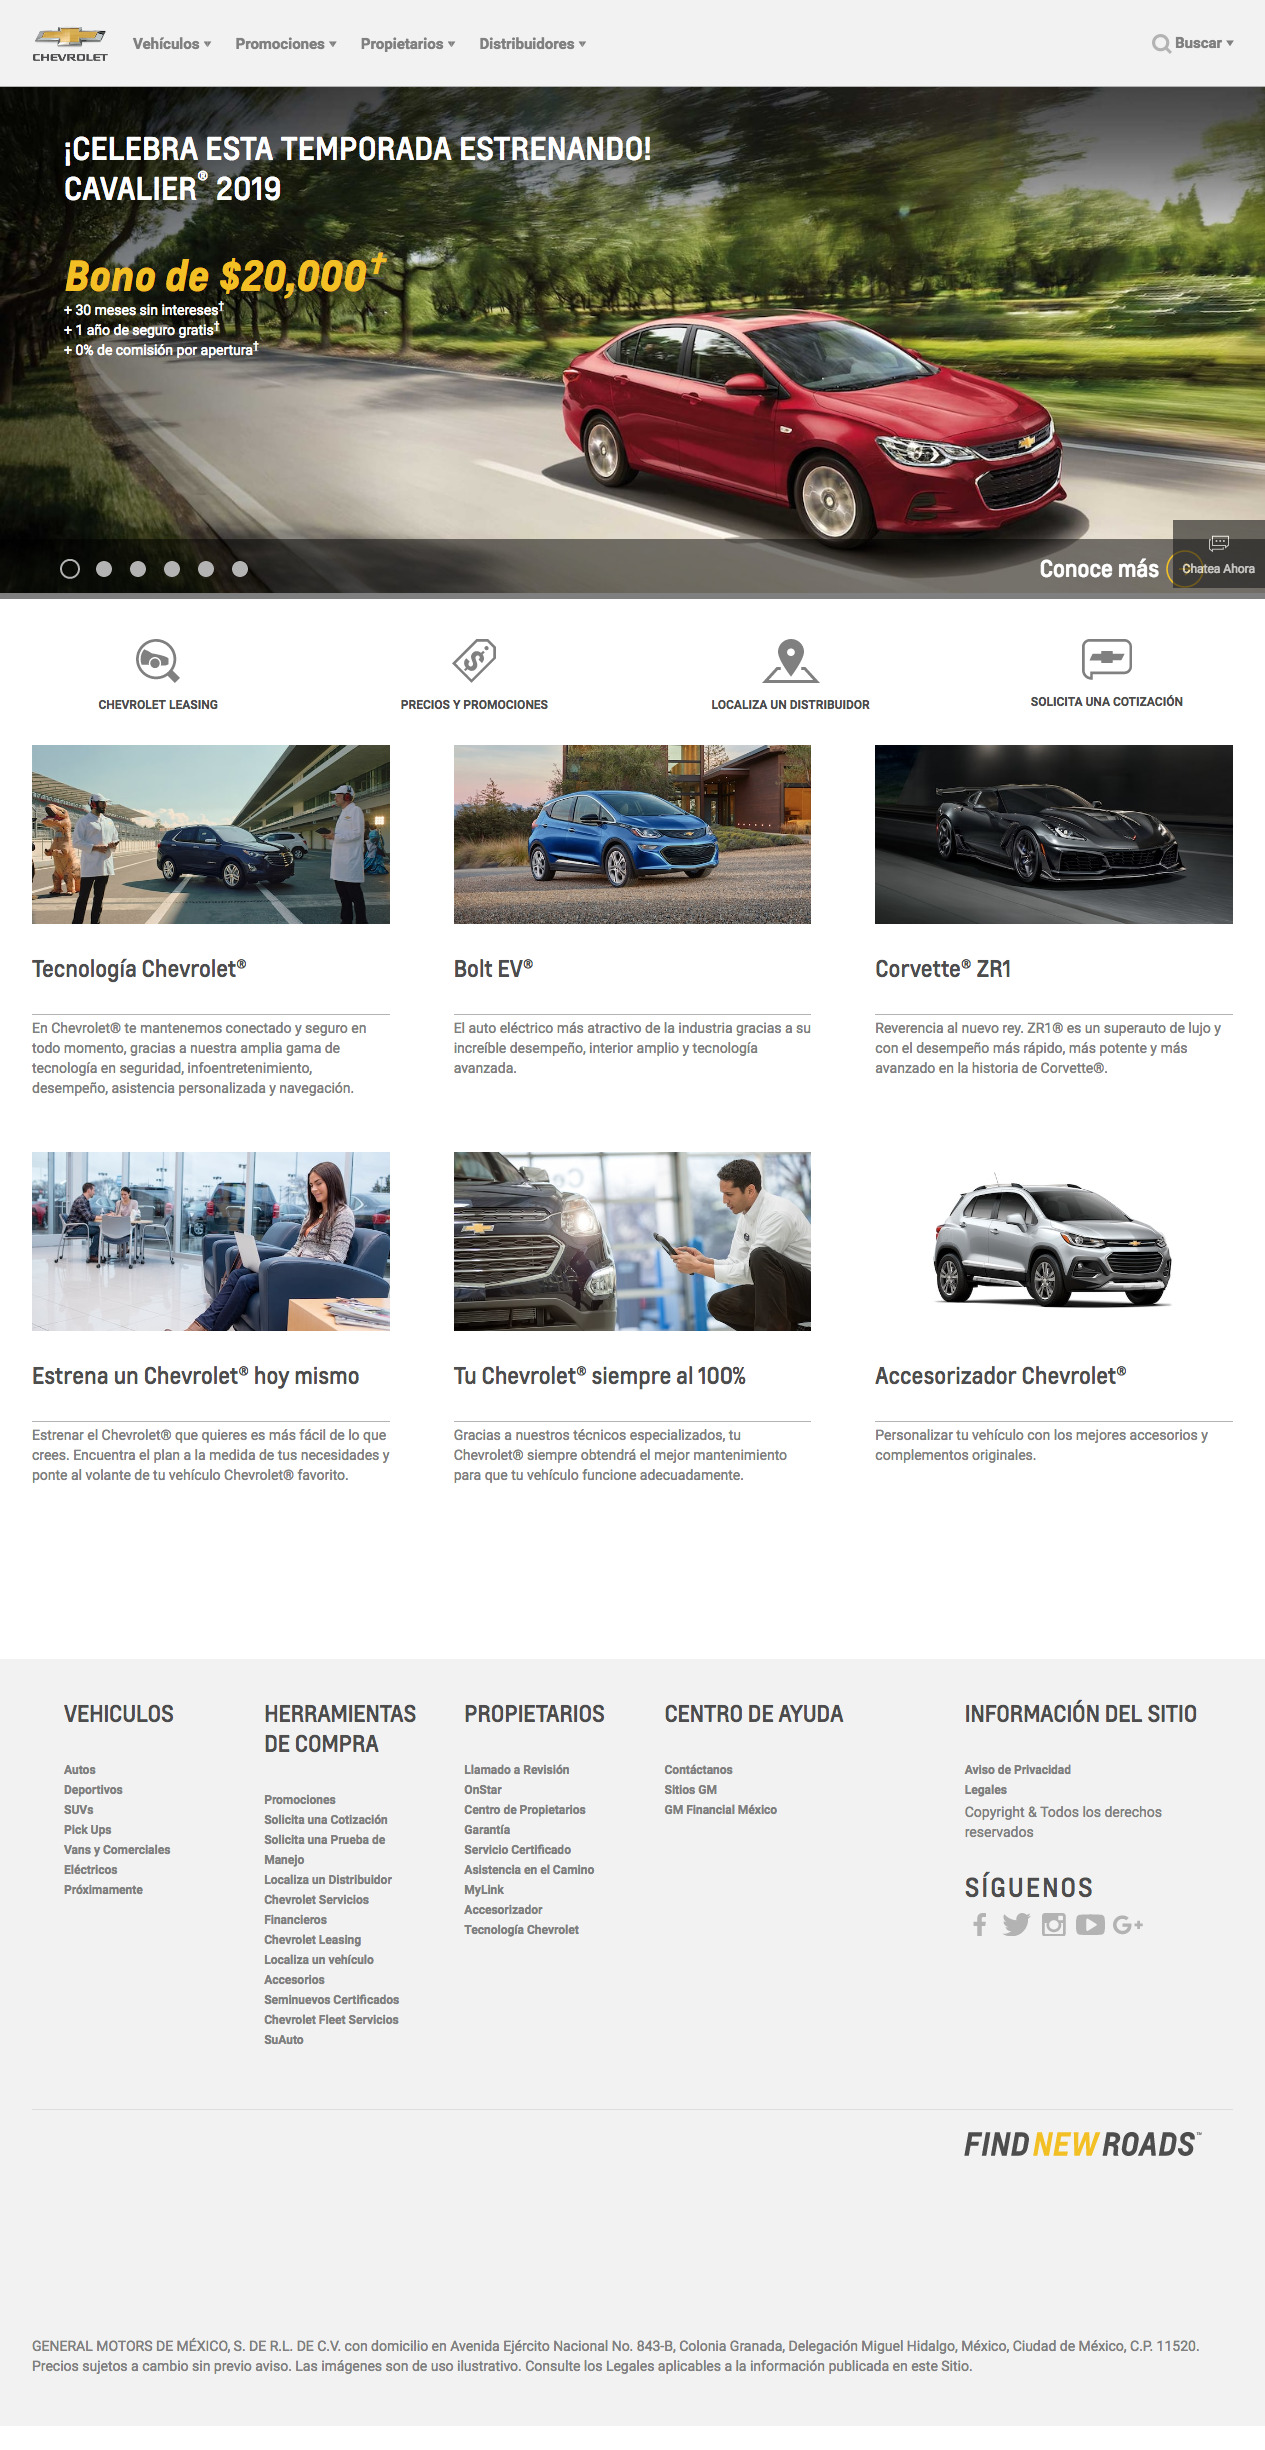 CHEVROLET
Vehículos
Promociones
Propietarios
Distribuidores
Buscar
¡CELEBRA ESTA TEMPORADA ESTRENANDO!
CAVALIER® 2019
Bono de $20,000†
+ 30 meses sin intereses†
+ 1 año de seguro gratis†
+ 0% de comisión por apertura†
Conoce más
Chatea Ahora
CHEVROLET LEASING
PRECIOS Y PROMOCIONES
LOCALIZA UN DISTRIBUIDOR
SOLICITA UNA COTIZACIÓN
Tecnología Chevrolet®
En Chevrolet® te mantenemos conectado y seguro en
todo momento, gracias a nuestra amplia gama de
tecnología en seguridad, infoentretenimiento,
desempeño, asistencia personalizada y navegación.
Bolt EV®
El auto eléctrico más atractivo de la industria gracias a su
increíble desempeño, interior amplio y tecnología
avanzada.
Corvette® ZR1
Reverencia al nuevo rey. ZR1® es un superauto de lujo y
con el desempeño más rápido, más potente y más
avanzado en la historia de Corvette®.
Estrena un Chevrolet® hoy mismo
Estrenar el Chevrolet® que quieres es más fácil de lo que
crees. Encuentra el plan a la medida de tus necesidades y
ponte al volante de tu vehículo Chevrolet® favorito.
Tu Chevrolet® siempre al 100%
Gracias a nuestros técnicos especializados, tu
Chevrolet® siempre obtendrá el mejor mantenimiento
para que tu vehículo funcione adecuadamente.
Accesorizador Chevrolet®
Personalizar tu vehículo con los mejores accesorios y
complementos originales.
VEHICULOS
Autos
Deportivos
SUVs
Pick Ups
Vans y Comerciales
Eléctricos
Próximamente
HERRAMIENTAS
DE COMPRA
Promociones
Solicita una Cotización
Solicita una Prueba de
Manejo
Localiza un Distribuidor
Chevrolet Servicios
Financieros
Chevrolet Leasing
Localiza un vehículo
Accesorios
Seminuevos Certificados
Chevrolet Fleet Servicios
SuAuto
PROPIETARIOS
Llamado a Revisión
OnStar
Centro de Propietarios
Garantía
Servicio Certificado
Asistencia en el Camino
MyLink
Accesorizador
Tecnología Chevrolet
CENTRO DE AYUDA
Contáctanos
Sitios GM
GM Financial México
INFORMACIÓN DEL SITIO
Aviso de Privacidad
Legales
Copyright & Todos los derechos
reservados
SÍGUENOS
FIND NEW ROADS™
GENERAL MOTORS DE MÉXICO, S. DE R.L. DE C.V. con domicilio en Avenida Ejército Nacional No. 843-B, Colonia Granada, Delegación Miguel Hidalgo, México, Ciudad de México, C.P. 11520.
Precios sujetos a cambio sin previo aviso. Las imágenes son de uso ilustrativo. Consulte los Legales aplicables a la información publicada en este Sitio.